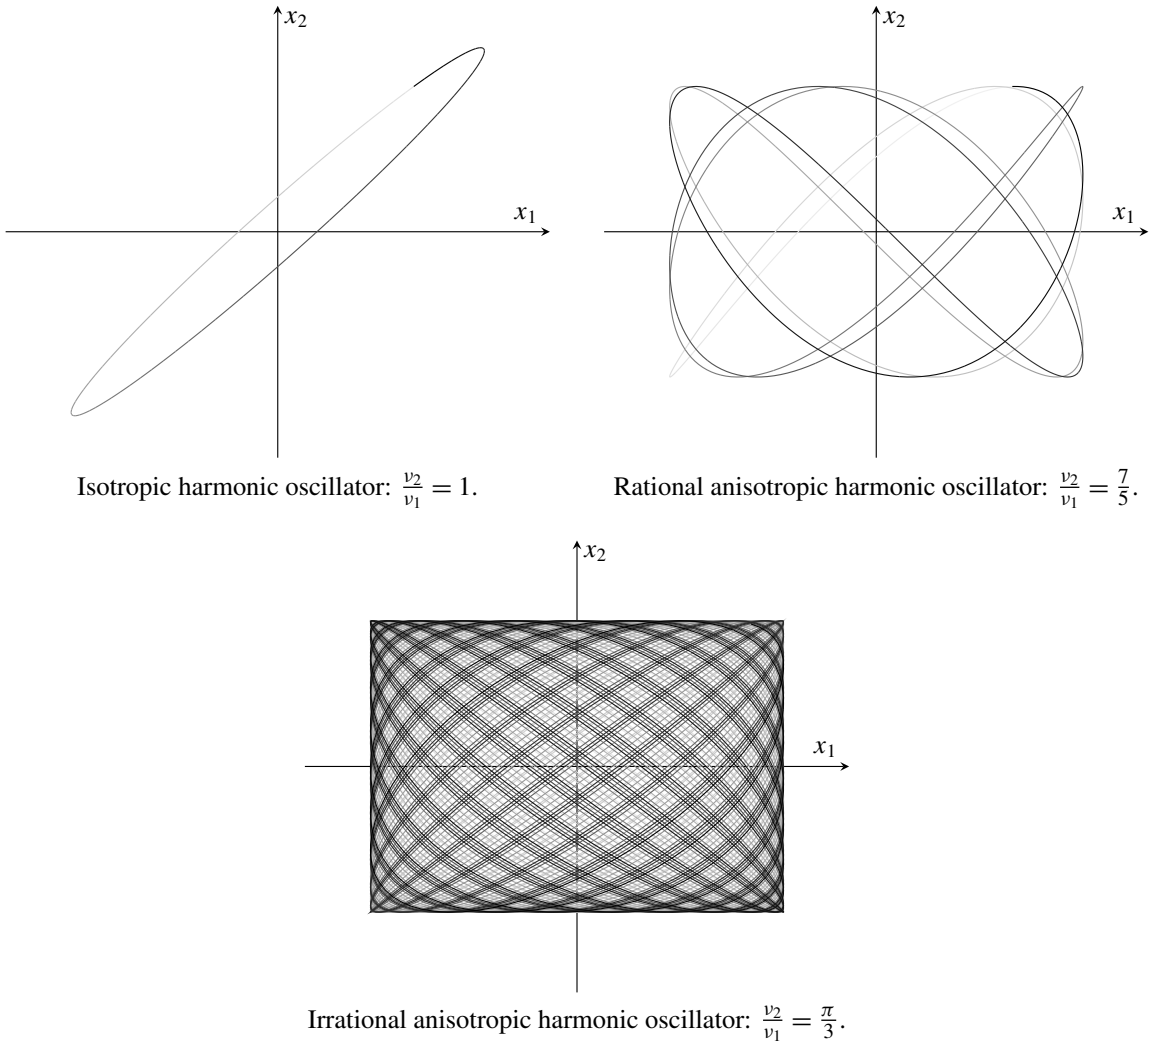 x₂
x₁
Isotropic harmonic oscillator: ν₂/ν₁ = 1.
x₂
x₁
Rational anisotropic harmonic oscillator: ν₂/ν₁ = 7/5.
x₂
x₁
Irrational anisotropic harmonic oscillator: ν₂/ν₁ = π/3.